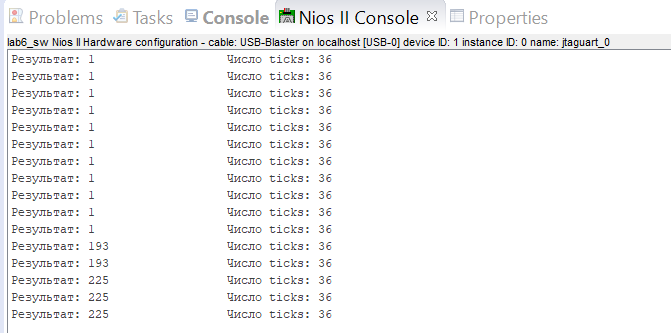 Problems Tasks Console Nios II Console Properties
lab6_sw Nios II Hardware configuration - cable: USB-Blaster on localhost [USB-0] device ID: 1 instance ID: 0 name: jtaguart_0
Результат: 1 Число ticks: 36
Результат: 1 Число ticks: 36
Результат: 1 Число ticks: 36
Результат: 1 Число ticks: 36
Результат: 1 Число ticks: 36
Результат: 1 Число ticks: 36
Результат: 1 Число ticks: 36
Результат: 1 Число ticks: 36
Результат: 1 Число ticks: 36
Результат: 1 Число ticks: 36
Результат: 1 Число ticks: 36
Результат: 193 Число ticks: 36
Результат: 193 Число ticks: 36
Результат: 225 Число ticks: 36
Результат: 225 Число ticks: 36
Результат: 225 Число ticks: 36